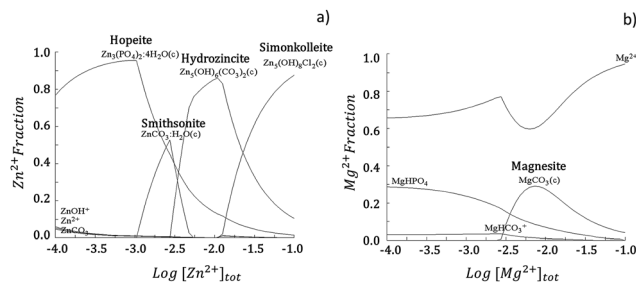 a)
Hopeite
Zn3(PO4)2:4H2O(c)
Hydrozincite
Zn5(OH)6(CO3)2(c)
Simonkolleite
Zn5(OH)8Cl2(c)
Smithsonite
ZnCO3:H2O(c)
ZnOH+
Zn2+
ZnCO3
Zn2+ Fraction
1.0
0.8
0.6
0.4
0.2
0.0
-4.0 -3.5 -3.0 -2.5 -2.0 -1.5 -1.0
Log [Zn2+]tot
b)
Mg2+
Magnesite
MgCO3(c)
MgHPO4
MgHCO3+
Mg2+ Fraction
1.0
0.8
0.6
0.4
0.2
0.0
-4.0 -3.5 -3.0 -2.5 -2.0 -1.5 -1.0
Log [Mg2+]tot